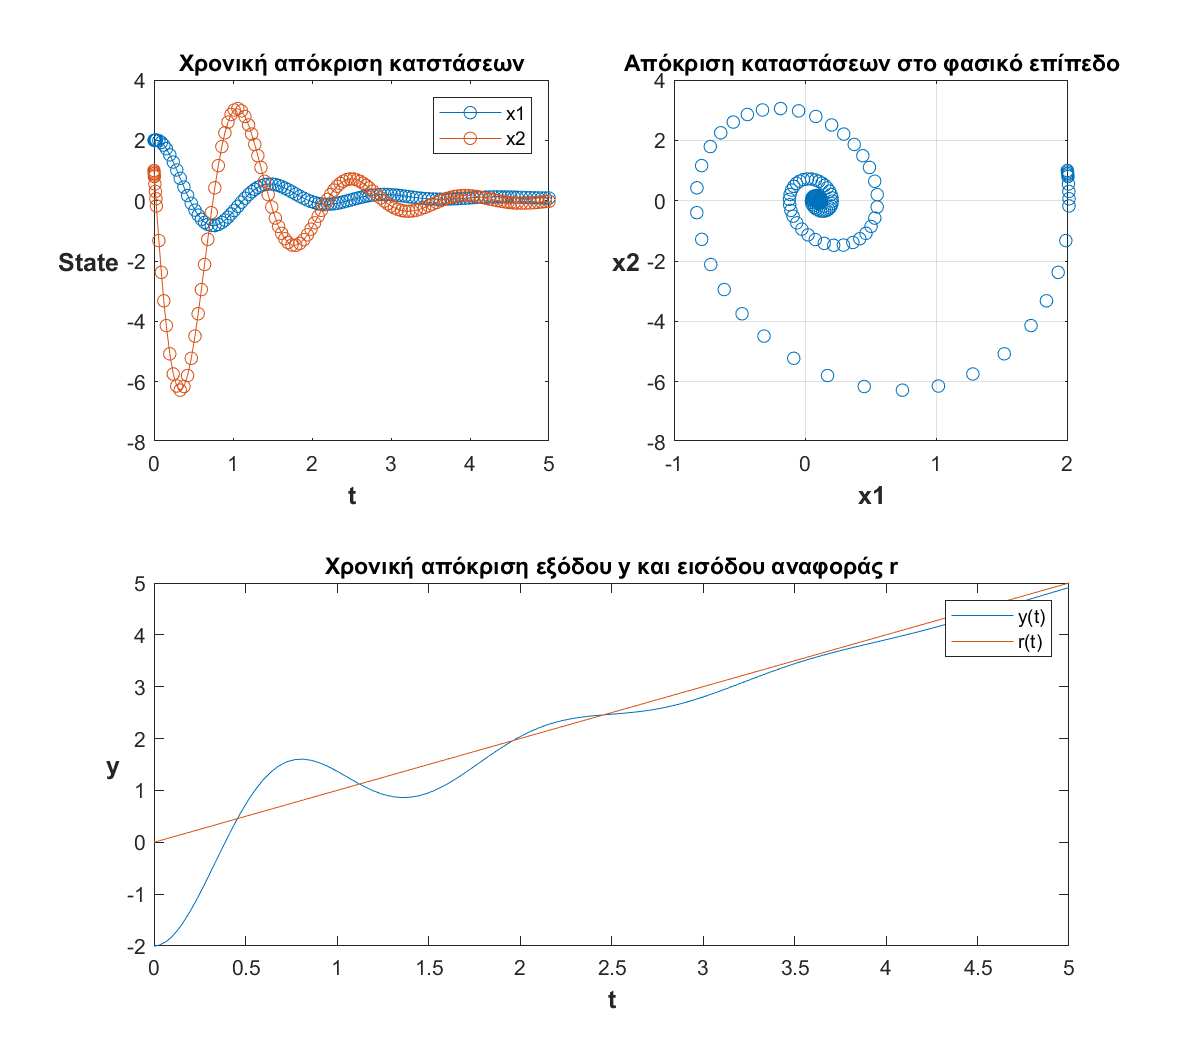 Χρονική απόκριση κατστάσεων
4
2
0
-2
-4
-6
-8
State
x1
x2
0 1 2 3 4 5
t
Απόκριση καταστάσεων στο φασικό επίπεδο
4
2
0
-2
-4
-6
-8
x2
-1 0 1 2
x1
Χρονική απόκριση εξόδου y και εισόδου αναφοράς r
5
4
3
2
1
0
-1
-2
y
y(t)
r(t)
0 0.5 1 1.5 2 2.5 3 3.5 4 4.5 5
t